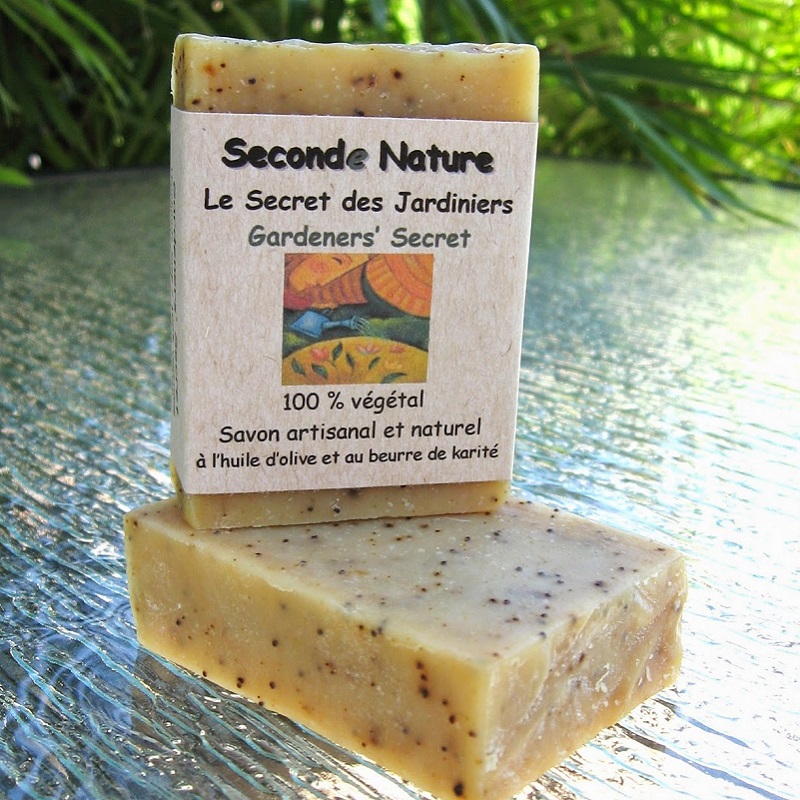 Seconde Nature
Le Secret des Jardiniers
Gardeners' Secret
100 % végétal
Savon artisanal et naturel
à l'huile d'olive et au beurre de karité